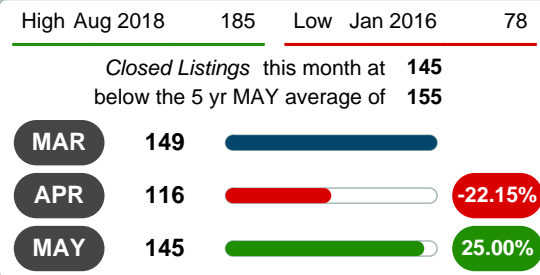 High Aug 2018 185 Low Jan 2016 78
Closed Listings this month at 145
below the 5 yr MAY average of 155
MAR 149
APR 116 -22.15%
MAY 145 25.00%